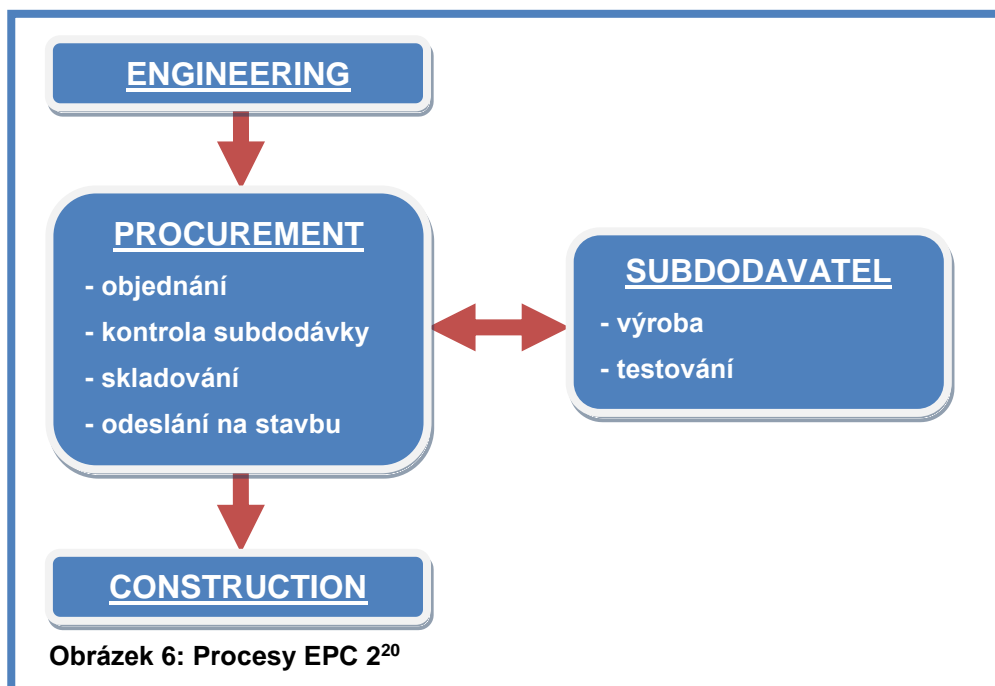 ENGINEERING
PROCUREMENT
- objednání
- kontrola subdodávky
- skladování
- odeslání na stavbu
SUBDODAVATEL
- výroba
- testování
CONSTRUCTION
Obrázek 6: Procesy EPC 2²⁰